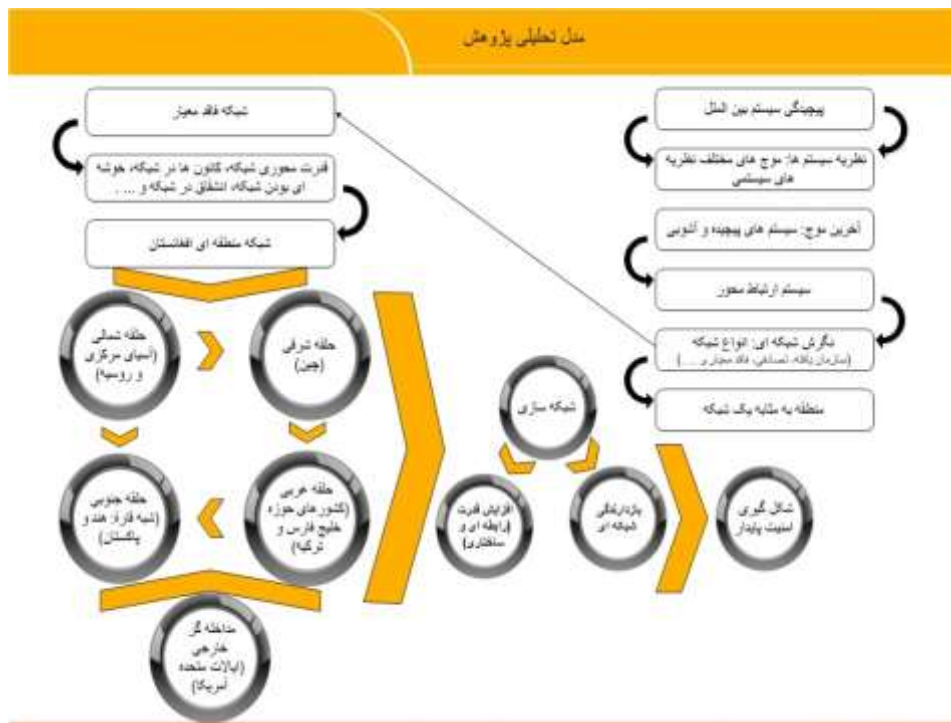 مدل تحلیلی پژوهش
پیچیدگی سیستم بین الملل
نظریه سیستم ها: موج های مختلف نظریه
های سیستمی
آخرین موج: سیستم های پیچیده و آشوبی
سیستم ارتباط محور
نگرش شبکه ای: انواع شبکه
(سازمان یافته، تصادفی، فاقد معیار و ....)
منطقه به مثابه یک شبکه
شبکه فاقد معیار
قدرت محوری شبکه، کانون ها در شبکه، خوشه
ای بودن شبکه، انشقاق در شبکه و ... .
شبکه منطقه ای افغانستان
حلقه شرقی
(چین)
حلقه شمالی
(آسیای مرکزی
و روسیه)
حلقه غربی
(کشورهای حوزه
خلیج فارس و
ترکیه)
حلقه جنوبی
(شبه قاره: هند و
پاکستان)
مداخله گر
خارجی
(ایالات متحده
آمریکا)
شبکه سازی
بازدارندگی
شبکه ای
افزایش قدرت
(رابطه ای و
ساختاری)
شکل گیری
امنیت پایدار